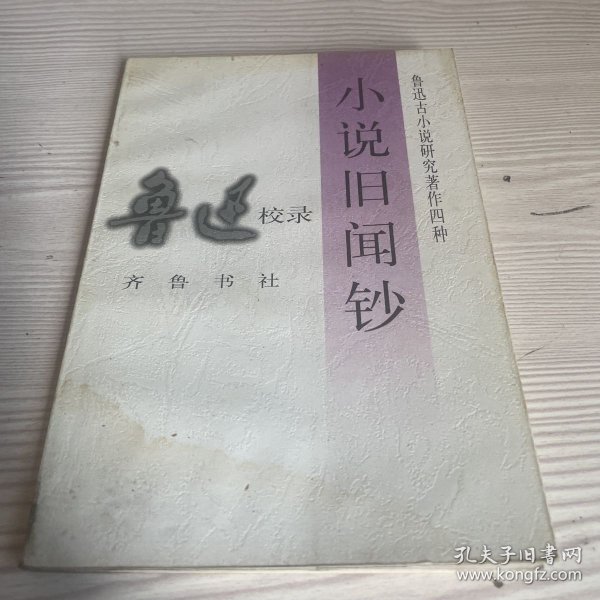 鲁迅古小说研究著作四种
小说旧闻钞
鲁迅校录
齐鲁书社
孔夫子旧書网
www.kongfz.com